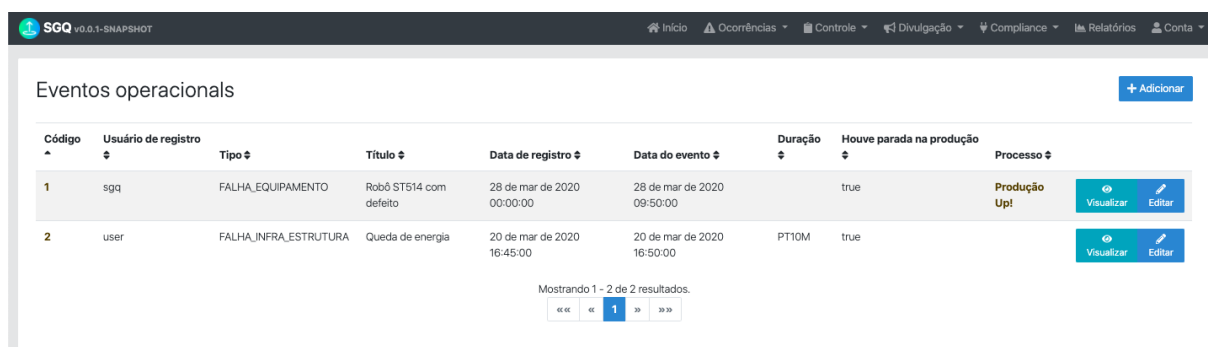 SGQ v0.0.1-SNAPSHOT Início Ocorrências Controle Divulgação Compliance Relatórios Conta
Eventos operacionals + Adicionar
Código Usuário de registro Tipo Título Data de registro Data do evento Duração Houve parada na produção Processo
1 sgq FALHA_EQUIPAMENTO Robô ST514 com 28 de mar de 2020 28 de mar de 2020 true Produção
defeito 00:00:00 09:50:00 Up! Visualizar Editar
2 user FALHA_INFRA_ESTRUTURA Queda de energia 20 de mar de 2020 20 de mar de 2020 PT10M true
16:45:00 16:50:00 Visualizar Editar
Mostrando 1 - 2 de 2 resultados.
«« « 1 » »»